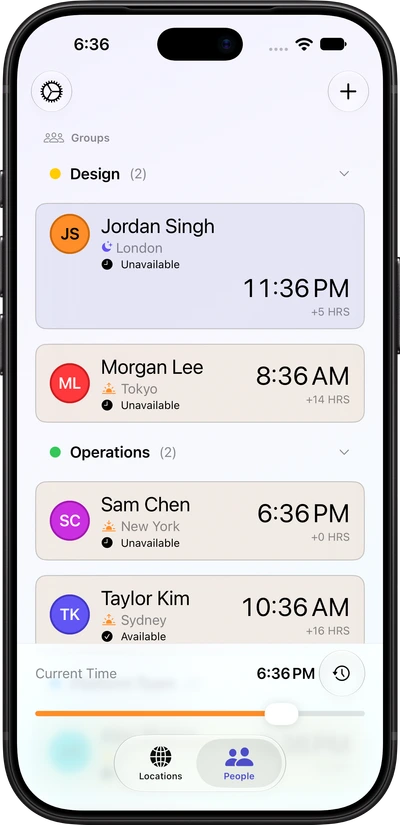 6:36
Groups
Design (2)
JS
Jordan Singh
London
Unavailable
11:36 PM
+5 HRS
ML
Morgan Lee
Tokyo
Unavailable
8:36 AM
+14 HRS
Operations (2)
SC
Sam Chen
New York
Unavailable
6:36 PM
+0 HRS
TK
Taylor Kim
Sydney
Available
10:36 AM
+16 HRS
Current Time
6:36 PM
Locations
People